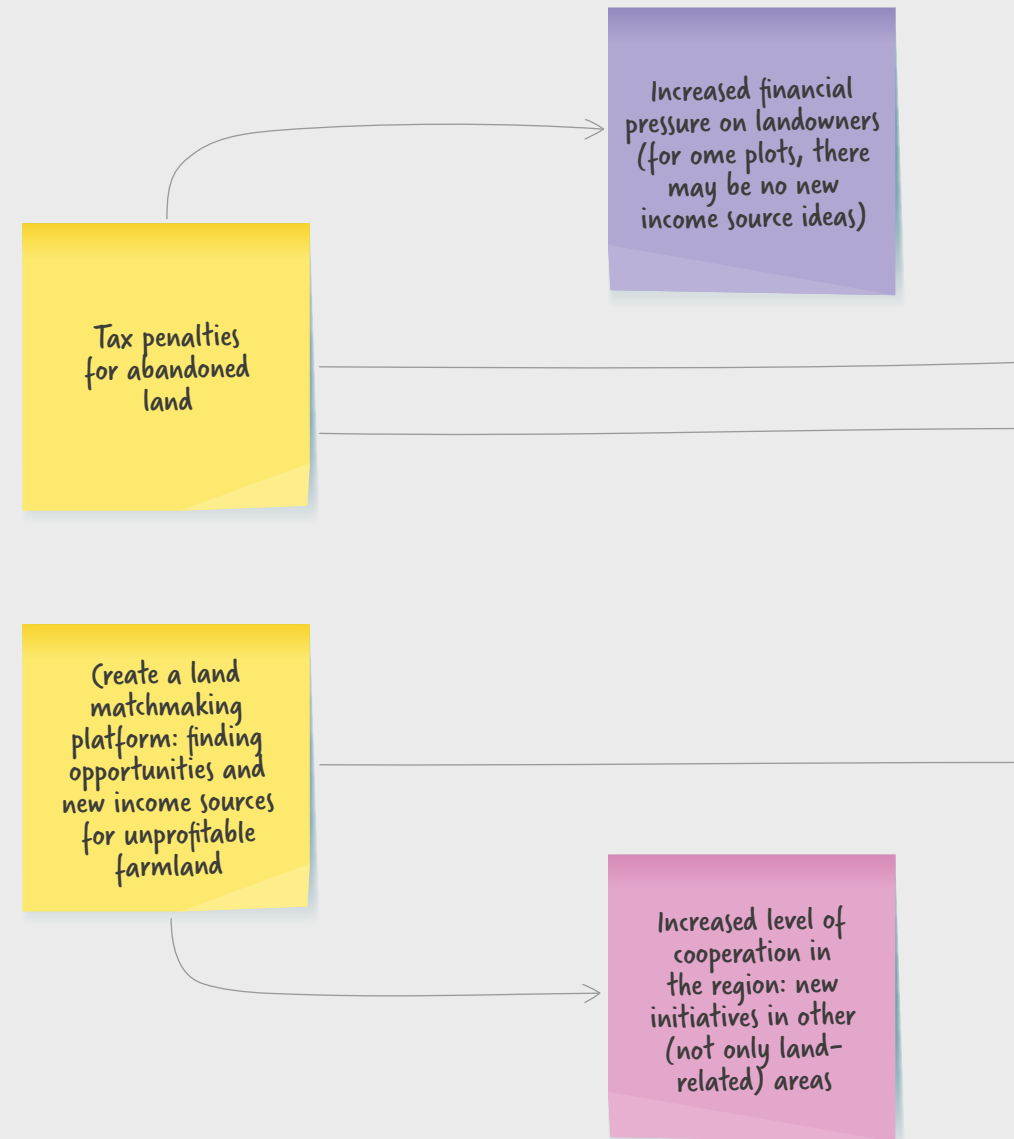 Increased financial
pressure on landowners
(for ome plots, there
may be no new
income source ideas)
Tax penalties
for abandoned
land
Create a land
matchmaking
platform: finding
opportunities and
new income sources
for unprofitable
farmland
Increased level of
cooperation in
the region: new
initiatives in other
(not only land-
related) areas